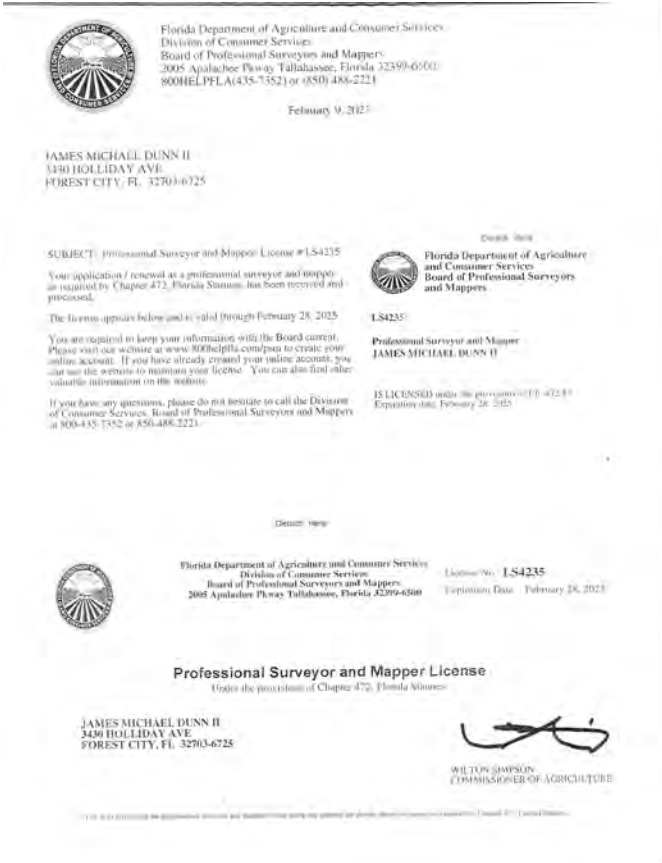 FLORIDA DEPARTMENT OF AGRICULTURE AND CONSUMER SERVICES
Florida Department of Agriculture and Consumer Services
Division of Consumer Services
Board of Professional Surveyors and Mappers
2005 Apalachee Pkway Tallahassee, Florida 32399-6500
800HELPFLA(435-7352) or (850) 488-2221
February 9, 2023
JAMES MICHAEL DUNN II
3430 HOLLIDAY AVE
FOREST CITY, FL 32703-6725
SUBJECT: Professional Surveyor and Mapper License # LS4235
Your application / renewal as a professional surveyor and mapper
as required by Chapter 472, Florida Statutes, has been received and
processed.
The license appears below and is valid through February 28, 2025
You are required to keep your information with the Board current.
Please visit our website at www.800helpfla.com/psm to create your
online account. If you have already created your online account, you
can use the website to maintain your license. You can also find other
valuable information on the website.
If you have any questions, please do not hesitate to call the Division
of Consumer Services, Board of Professional Surveyors and Mappers
at 800-435-7352 or 850-488-2221.
Detach Here
Florida Department of Agriculture
and Consumer Services
Board of Professional Surveyors
and Mappers
LS4235
Professional Surveyor and Mapper
JAMES MICHAEL DUNN II
IS LICENSED under the provisions of
Expiration date: February 28, 2025
Detach Here
Florida Department of Agriculture and Consumer Services
Division of Consumer Services
Board of Professional Surveyors and Mappers
2005 Apalachee Pkway Tallahassee, Florida 32399-6500
License No. LS4235
Expiration Date February 28, 2025
Professional Surveyor and Mapper License
Under the provisions of Chapter 472, Florida Statutes
JAMES MICHAEL DUNN II
3430 HOLLIDAY AVE
FOREST CITY, FL 32703-6725
WILTON SIMPSON
COMMISSIONER OF AGRICULTURE